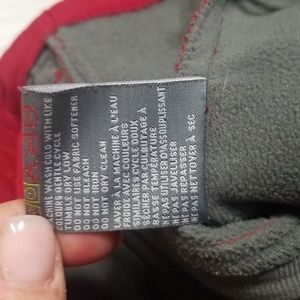 MACHINE WASH COLD WITH LIKE
COLORS GENTLE CYCLE
DO NOT BLEACH
DO NOT USE FABRIC SOFTENER
TUMBLE DRY LOW
DO NOT IRON
DO NOT DRY CLEAN
LAVER À LA MACHINE À L'EAU
FROIDE AVEC COULEURS
SIMILAIRES CYCLE DOUX
SÉCHER PAR CULBUTAGE À
BASSE TEMPÉRATURE
NE PAS UTILISER D'ASSOUPLISSANT
NE PAS JAVELLISER
NE PAS REPASSER
NE PAS NETTOYER À SEC